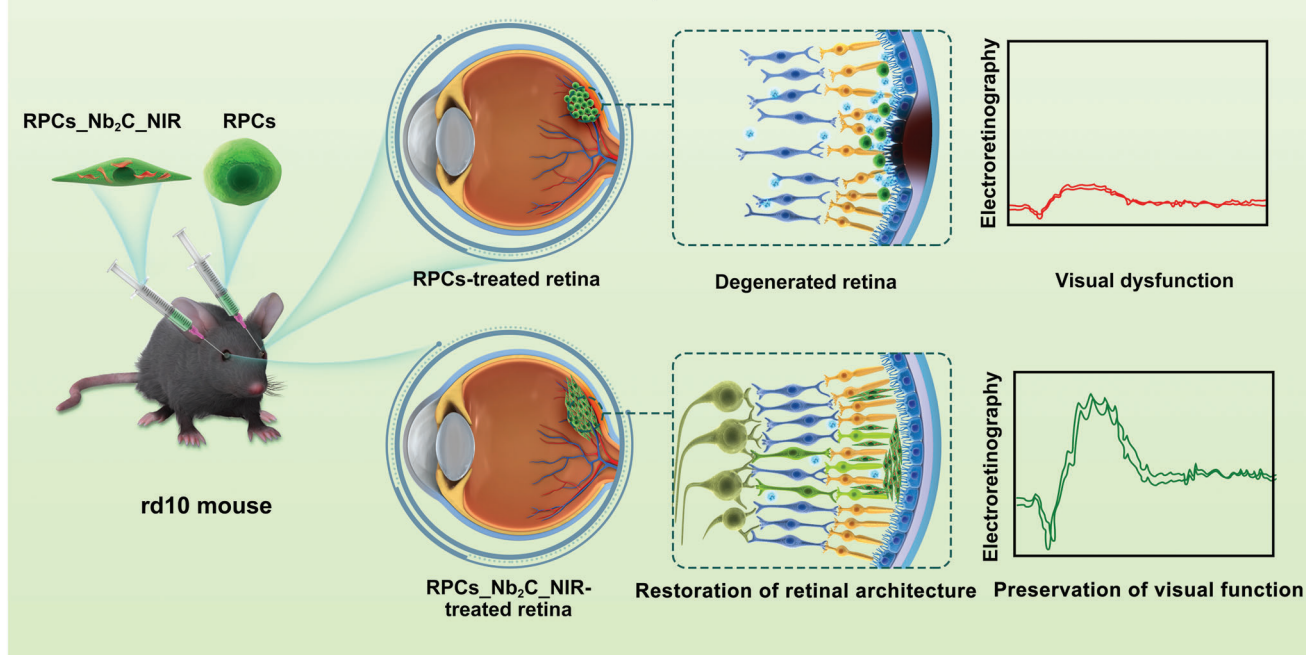 RPCs_Nb₂C_NIR
RPCs
rd10 mouse
RPCs-treated retina
Degenerated retina
Electroretinography
Visual dysfunction
RPCs_Nb₂C_NIR-
treated retina
Restoration of retinal architecture
Electroretinography
Preservation of visual function